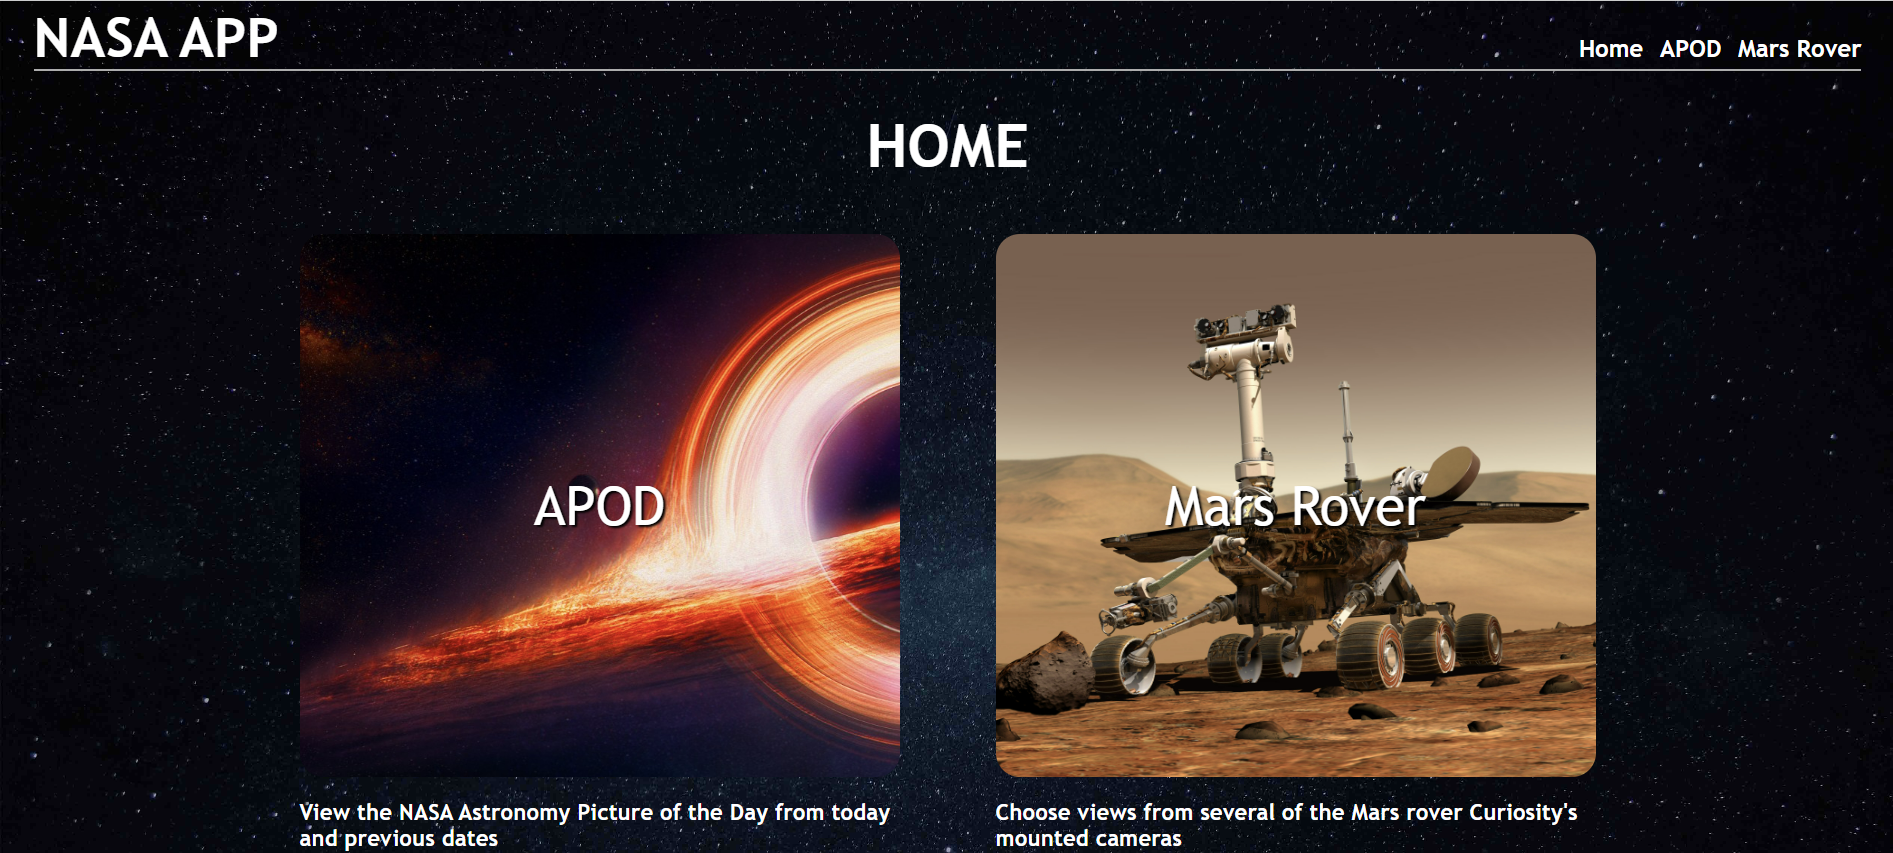 NASA APP
Home APOD Mars Rover
HOME
APOD
Mars Rover
View the NASA Astronomy Picture of the Day from today
and previous dates
Choose views from several of the Mars rover Curiosity's
mounted cameras